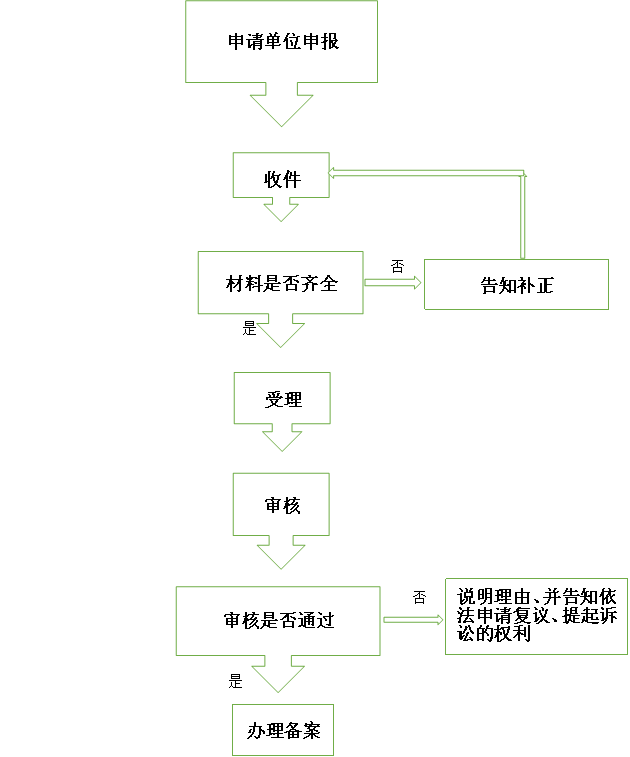 申请单位申报
收件
材料是否齐全
否
告知补正
是
受理
审核
审核是否通过
否
说明理由、并告知依
法申请复议、提起诉
讼的权利
是
办理备案